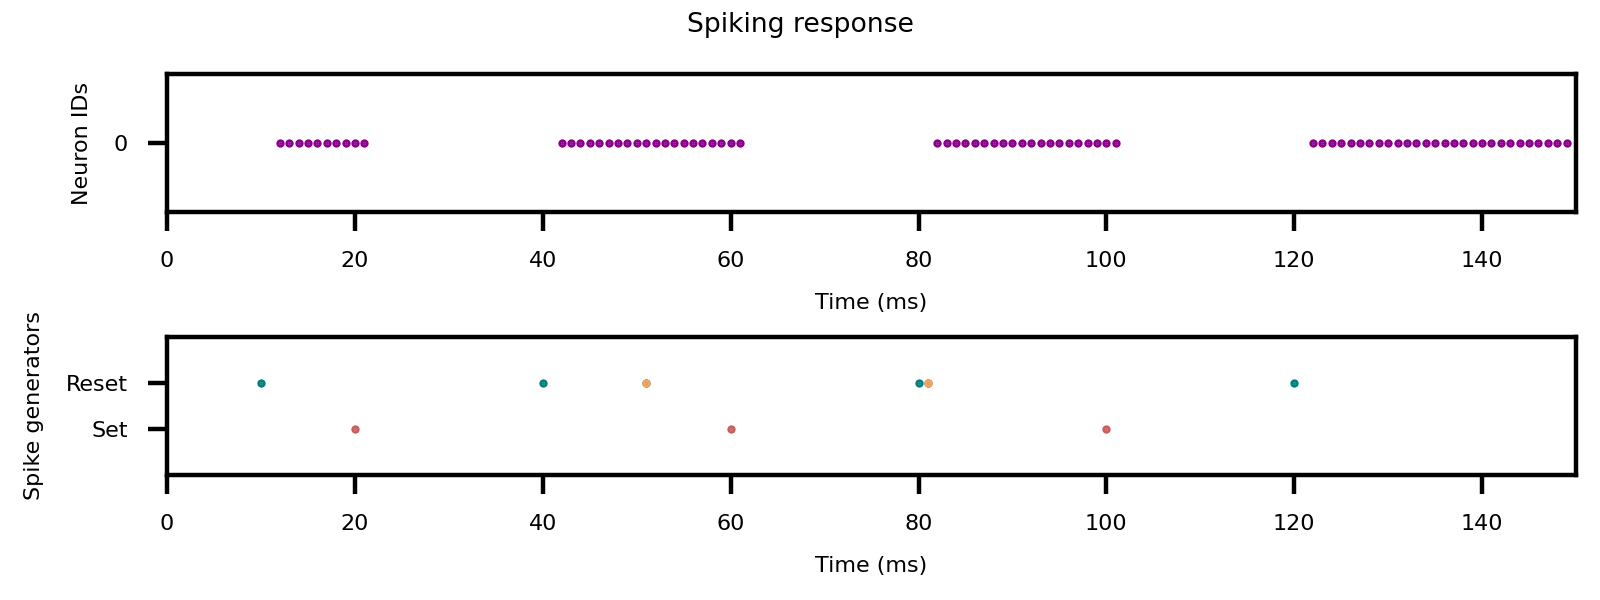 Spiking response
Neuron IDs
0
0 20 40 60 80 100 120 140
Time (ms)
Spike generators
Reset
Set
0 20 40 60 80 100 120 140
Time (ms)